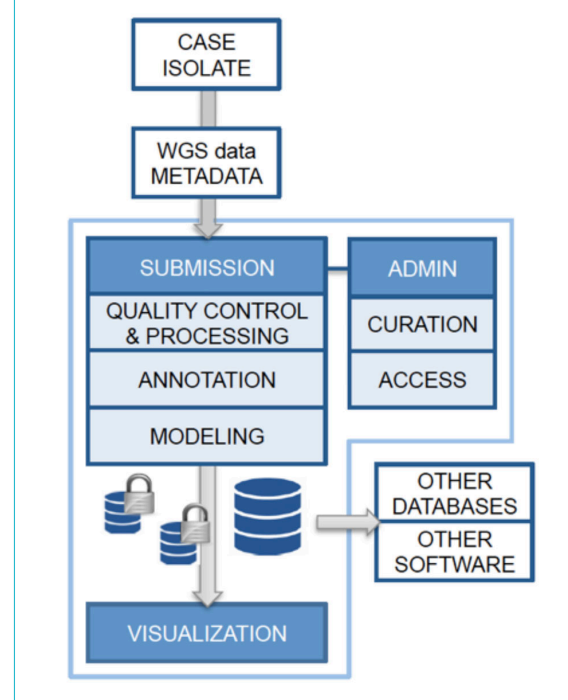 CASE
ISOLATE
WGS data
METADATA
SUBMISSION
QUALITY CONTROL
& PROCESSING
ANNOTATION
MODELING
ADMIN
CURATION
ACCESS
OTHER
DATABASES
OTHER
SOFTWARE
VISUALIZATION